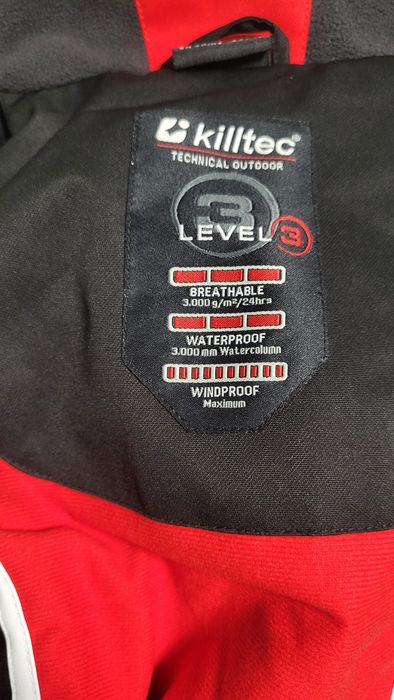 killtec®
TECHNICAL OUTDOOR
3
LEVEL 3
BREATHABLE
3.000 g/m²/24hrs
WATERPROOF
3.000 mm Watercolumn
WINDPROOF
Maximum